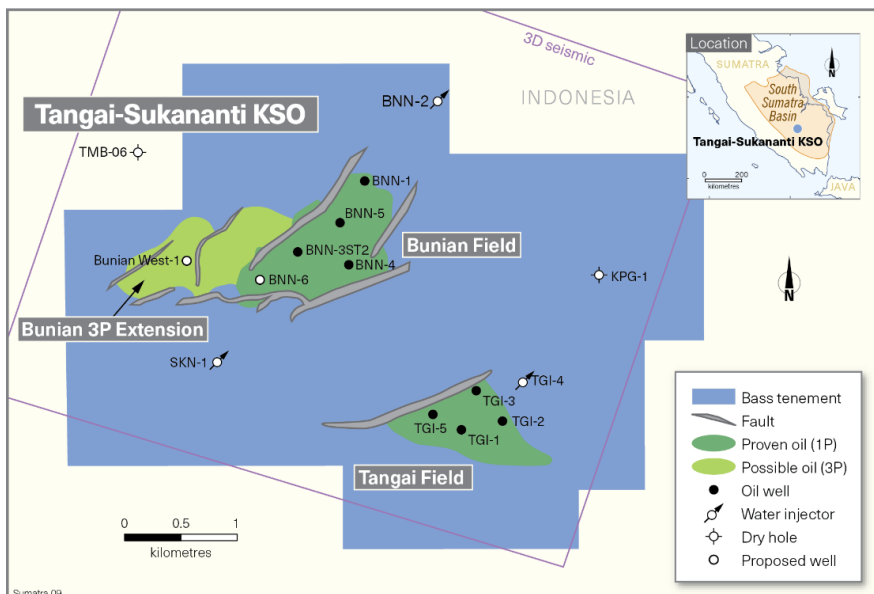 3D seismic
Location
SUMATRA
N
South
Sumatra
Basin
Tangai-Sukananti KSO
0 200
kilometres
JAVA
BNN-2
INDONESIA
Tangai-Sukananti KSO
TMB-06
BNN-1
BNN-5
Bunian Field
BNN-3ST2
Bunian West-1
BNN-4
BNN-6
KPG-1
N
Bunian 3P Extension
SKN-1
TGI-4
TGI-3
TGI-2
TGI-5
TGI-1
Tangai Field
0 0.5 1
kilometres
Bass tenement
Fault
Proven oil (1P)
Possible oil (3P)
Oil well
Water injector
Dry hole
Proposed well
Sumatra 09